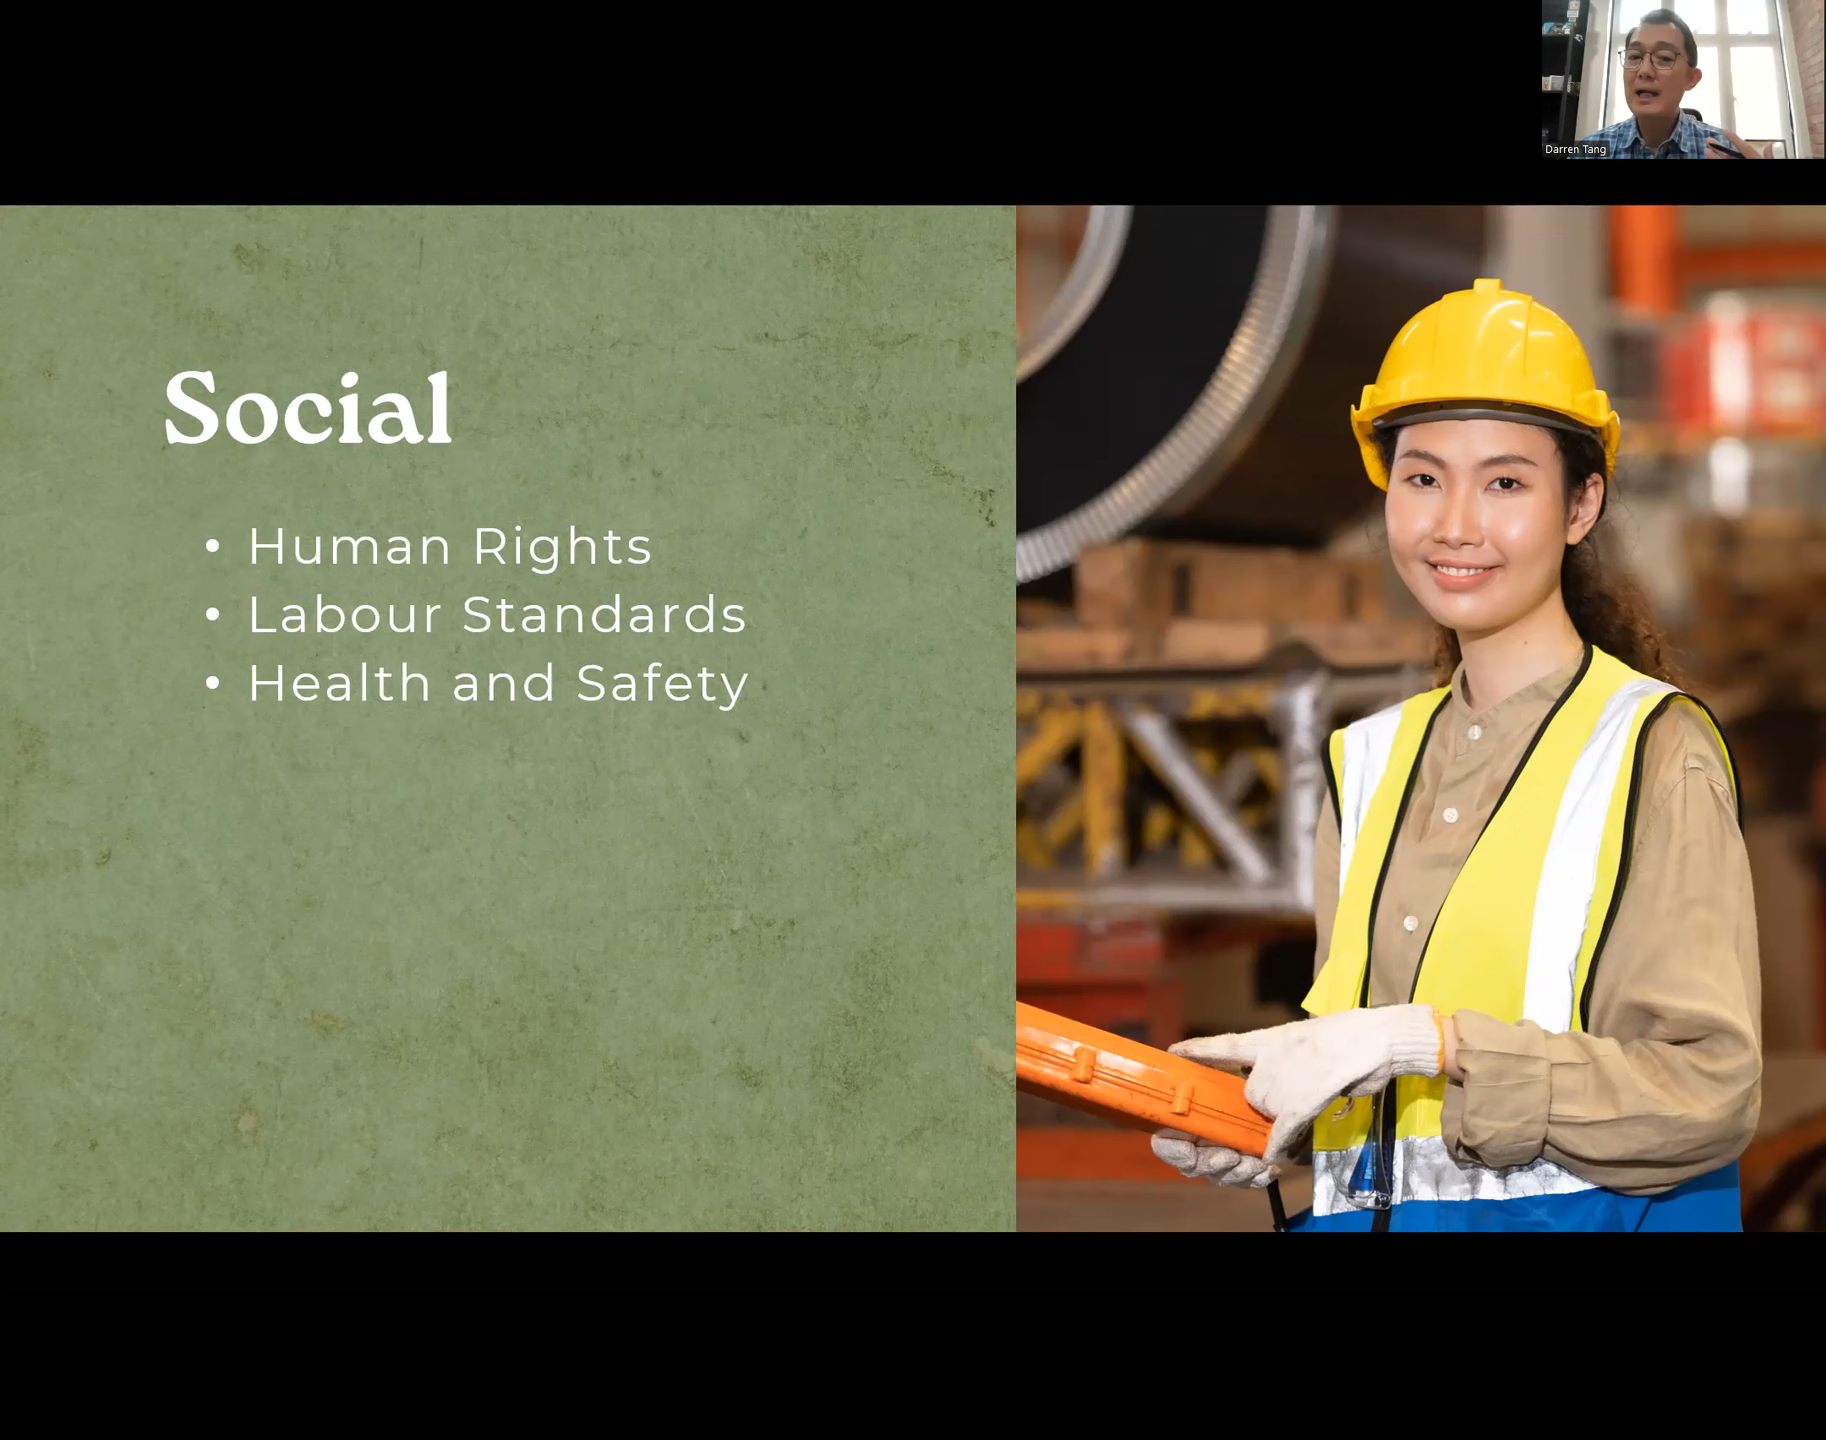 Darren Tang
Social
• Human Rights
• Labour Standards
• Health and Safety